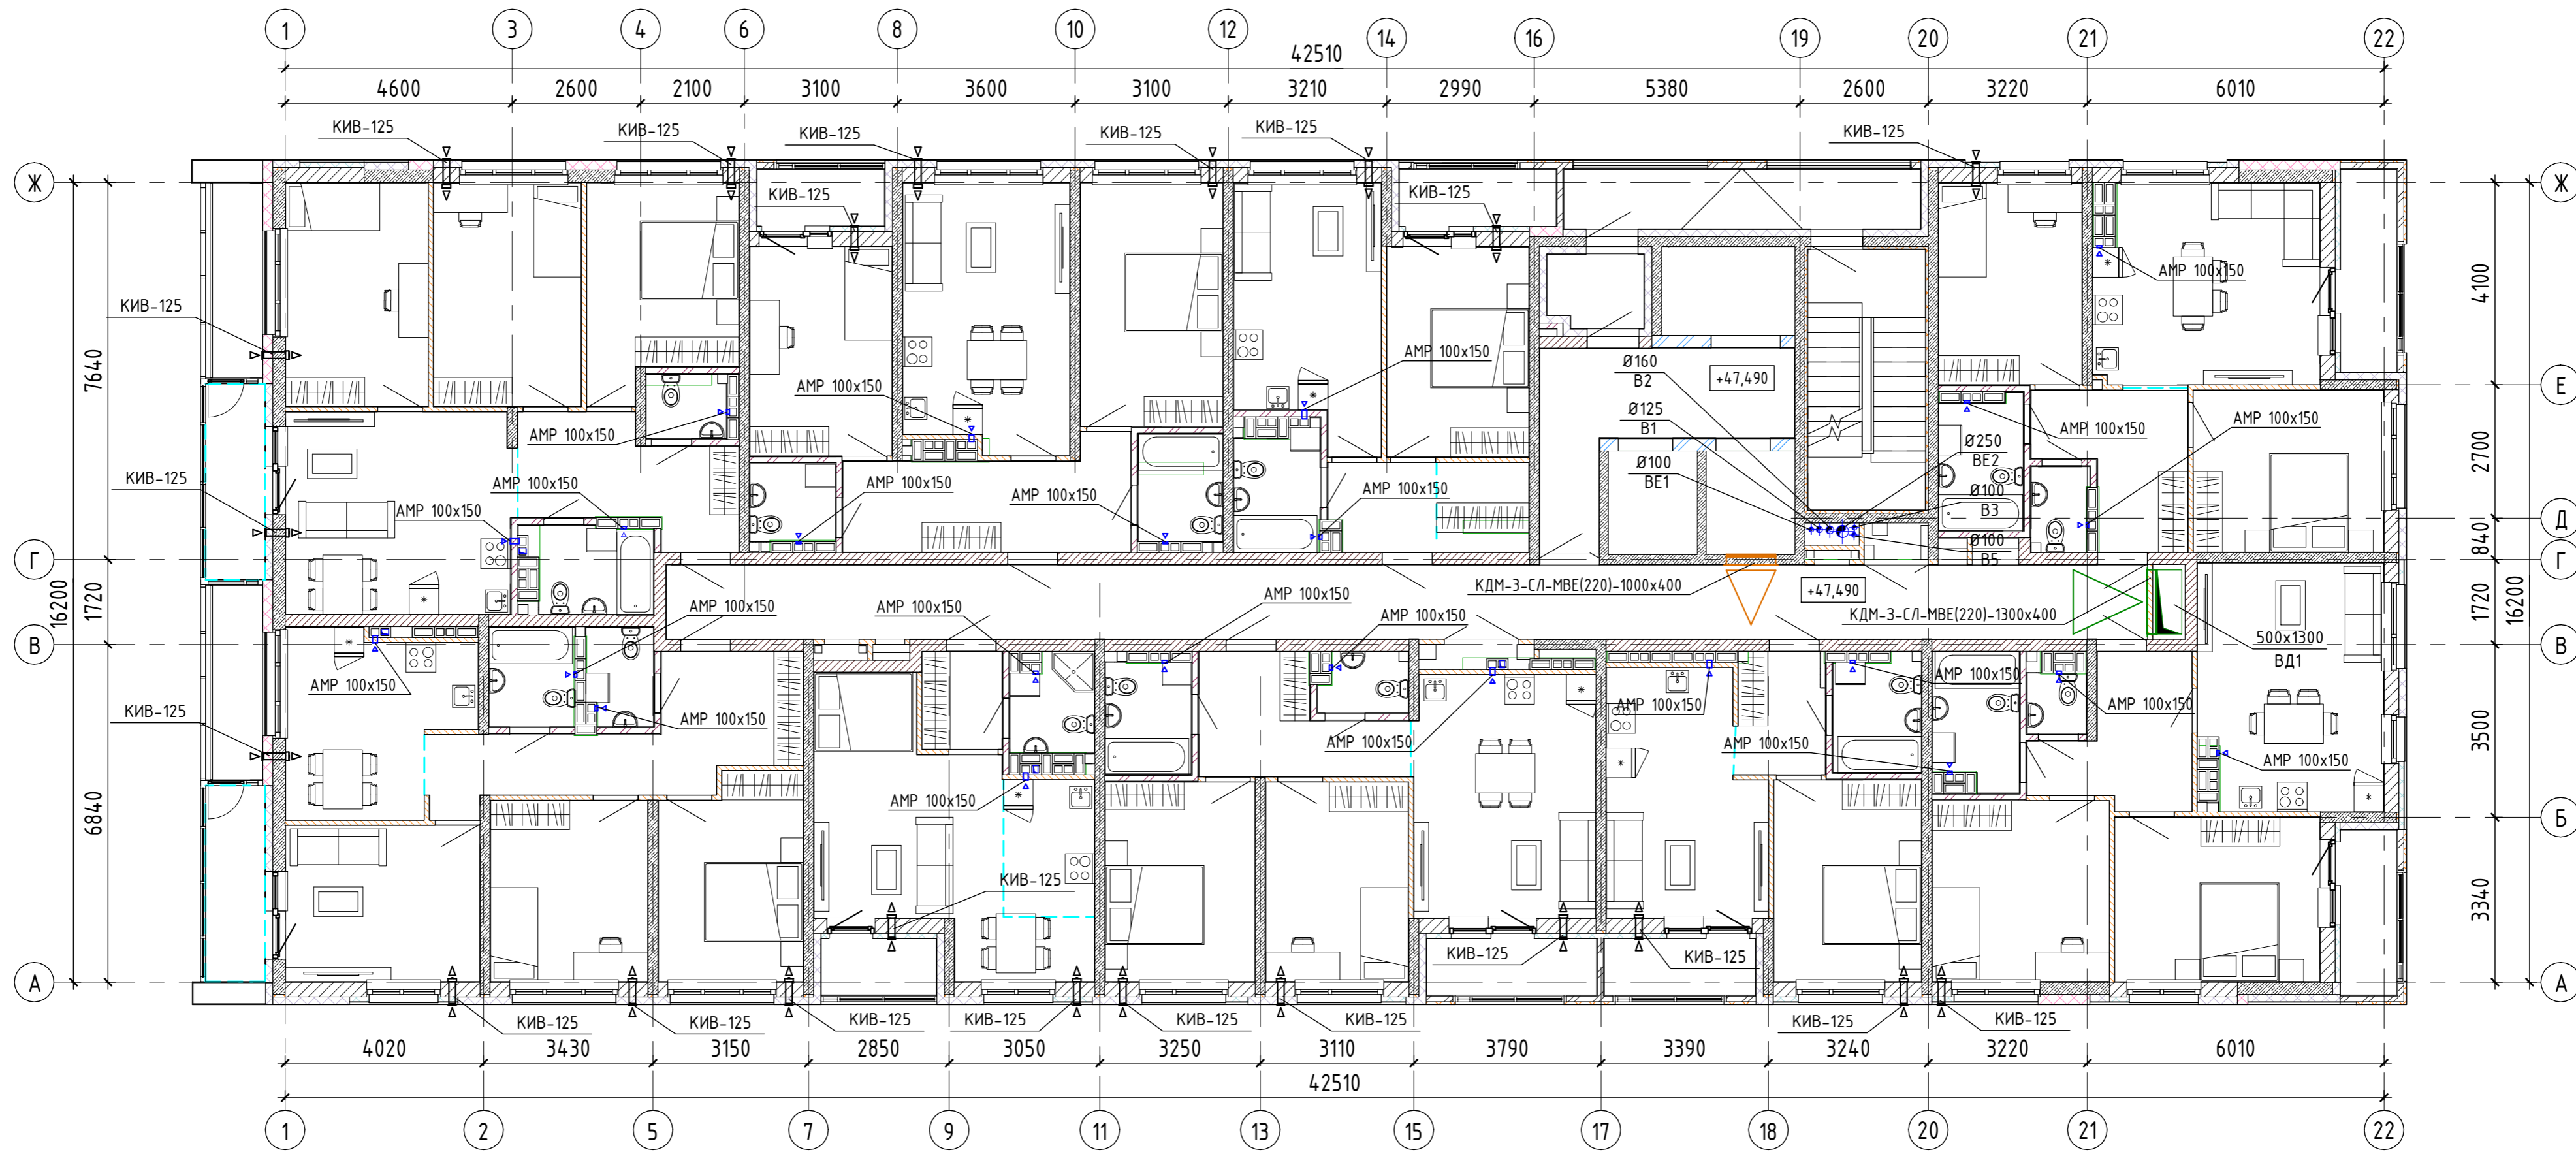 1 3 4 6 8 10 12 14 16 19 20 21 22
42510
4600 2600 2100 3100 3600 3100 3210 2990 5380 2600 3220 6010
КИВ-125 КИВ-125 КИВ-125 КИВ-125 КИВ-125 КИВ-125
Ж Ж
КИВ-125 КИВ-125
4100
АМР 100х150
КИВ-125
7640
АМР 100х150
Ø160
В2
+47,490
АМР 100х150
Е
Ø125
В1
АМР 100х150
АМР 100х150
АМР 100х150
Ø250
ВЕ2
2700
Ø100
ВЕ1
КИВ-125
АМР 100х150
АМР 100х150
АМР 100х150
АМР 100х150
Ø100
В3
АМР 100х150
Д
840
Г Г
Ø100
В5
16200
1720
КДМ-3-СЛ-МВЕ(220)-1000х400
+47,490
АМР 100х150
АМР 100х150
АМР 100х150
АМР 100х150
КДМ-3-СЛ-МВЕ(220)-1300х400
1720
16200
В В
500х1300
ВД1
АМР 100х150
АМР 100х150
АМР 100х150
АМР 100х150
КИВ-125
АМР 100х150
АМР 100х150
АМР 100х150
АМР 100х150
3500
АМР 100х150
6840
Б
КИВ-125
3340
КИВ-125 КИВ-125
А А
КИВ-125 КИВ-125 КИВ-125 КИВ-125 КИВ-125 КИВ-125 КИВ-125 КИВ-125
4020 3430 3150 2850 3050 3250 3110 3790 3390 3240 3220 6010
42510
1 2 5 7 9 11 13 15 17 18 20 21 22